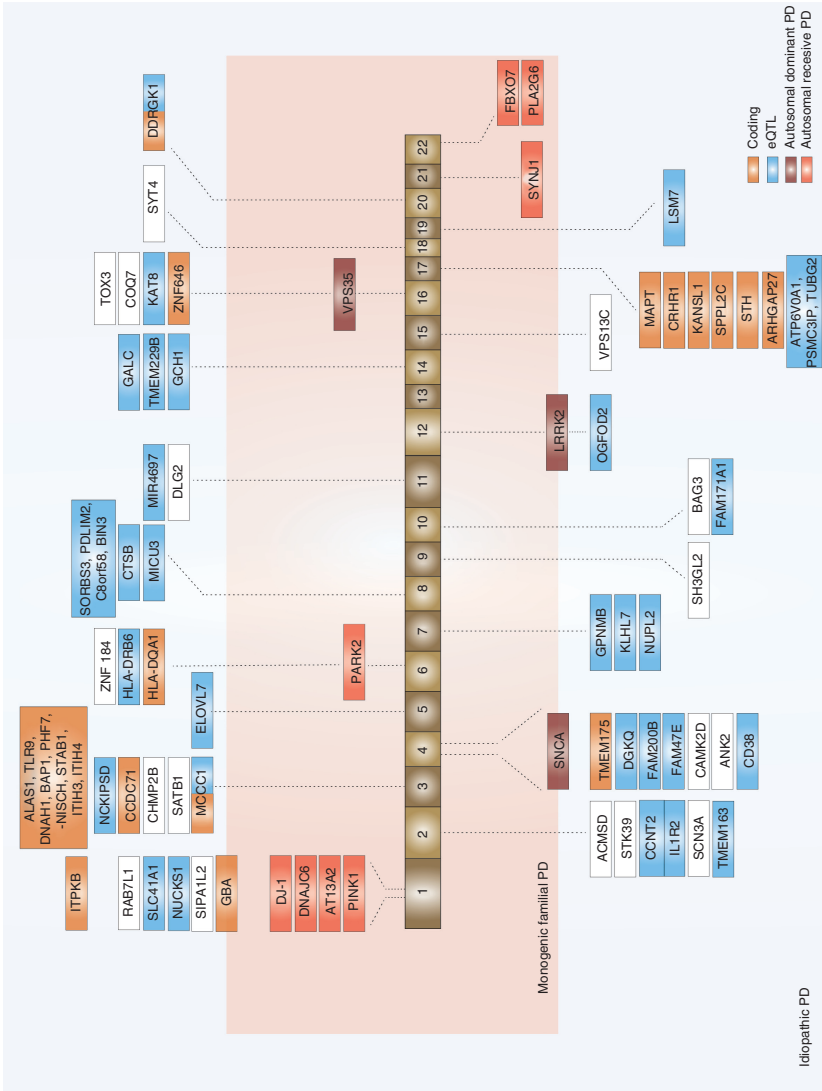 ITPKB
RAB7L1
SLC41A1
NUCKS1
SIPA1L2
GBA
ALAS1, TLR9,
DNAH1, BAP1, PHF7,
-NISCH, STAB1,
ITIH3, ITIH4
NCKIPSD
CCDC71
CHMP2B
SATB1
MCCC1
ELOVL7
ZNF 184
HLA-DRB6
HLA-DQA1
SORBS3, PDLIM2,
C8orf58, BIN3
CTSB
MICU3
MIR4697
DLG2
GALC
TMEM229B
GCH1
TOX3
COQ7
KAT8
ZNF646
SYT4
DDRGK1
DJ-1
DNAJC6
AT13A2
PINK1
PARK2
VPS35
1
2
3
4
5
6
7
8
9
10
11
12
13
14
15
16
17
18
19
20
21
22
Monogenic familial PD
SNCA
LRRK2
SYNJ1
FBXO7
PLA2G6
ACMSD
STK39
CCNT2
IL1R2
SCN3A
TMEM163
TMEM175
DGKQ
FAM200B
FAM47E
CAMK2D
ANK2
CD38
GPNMB
KLHL7
NUPL2
SH3GL2
BAG3
FAM171A1
OGFOD2
VPS13C
MAPT
CRHR1
KANSL1
SPPL2C
STH
ARHGAP27
ATP6V0A1,
PSMC3IP, TUBG2
LSM7
Idiopathic PD
Coding
eQTL
Autosomal dominant PD
Autosomal recesive PD